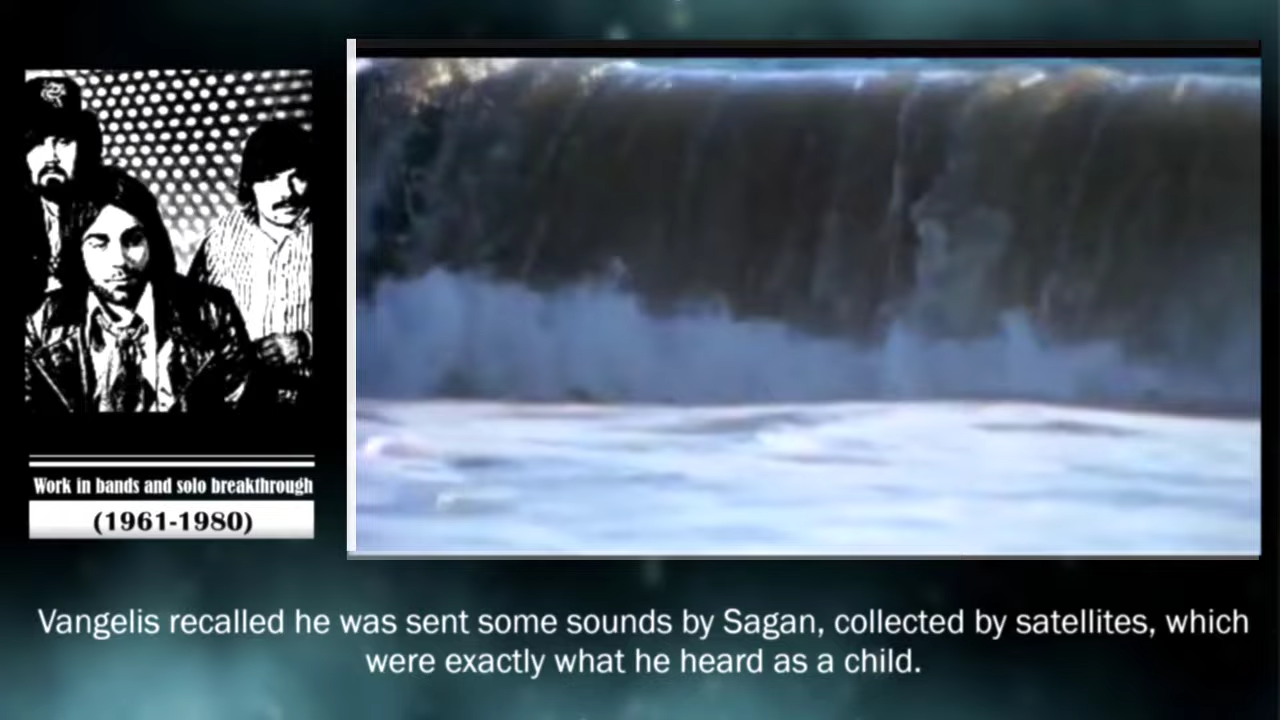 Work in bands and solo breakthrough
(1961-1980)
Vangelis recalled he was sent some sounds by Sagan, collected by satellites, which
were exactly what he heard as a child.